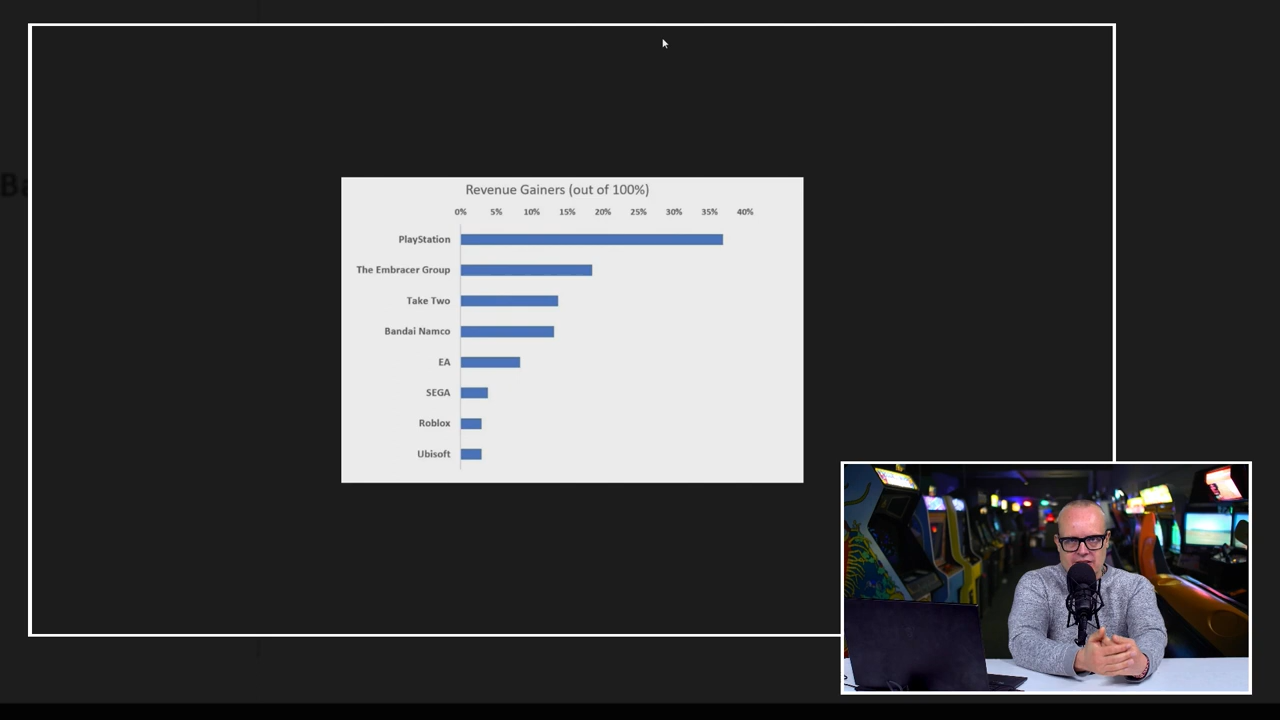 Ba
Revenue Gainers (out of 100%)
0% 5% 10% 15% 20% 25% 30% 35% 40%
PlayStation
The Embracer Group
Take Two
Bandai Namco
EA
SEGA
Roblox
Ubisoft